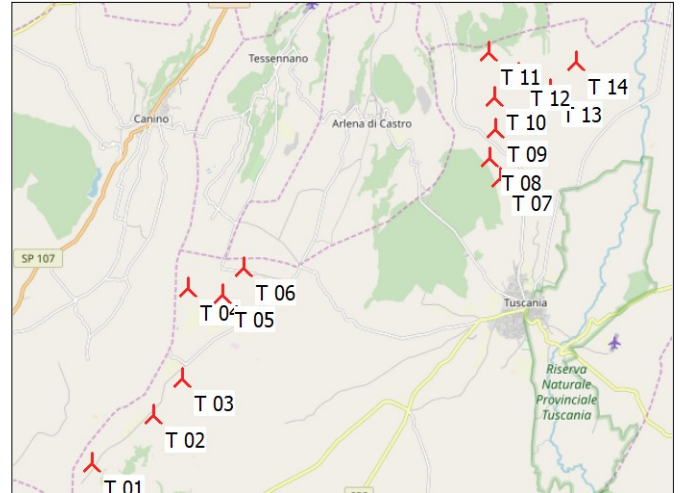 Tessennano
T 11
T 14
T 12
T 13
Canino
Arlena di Castro
T 10
T 09
T 08
T 07
SP 107
T 06
T 04
T 05
Tuscania
T 03
Riserva
Naturale
Provinciale
Tuscania
T 02
T 01